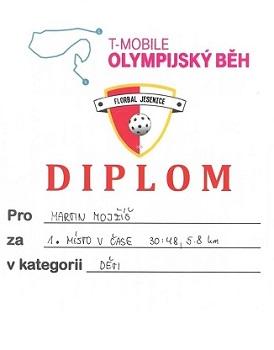 T-MOBILE
OLYMPIJSKÝ BĚH
FLORBAL JESENICE
DIPLOM
Pro MARTIN MOJŽÍŠ
za 1. MÍSTO V ČASE 30:48, 5.8 km
v kategorii DĚTI